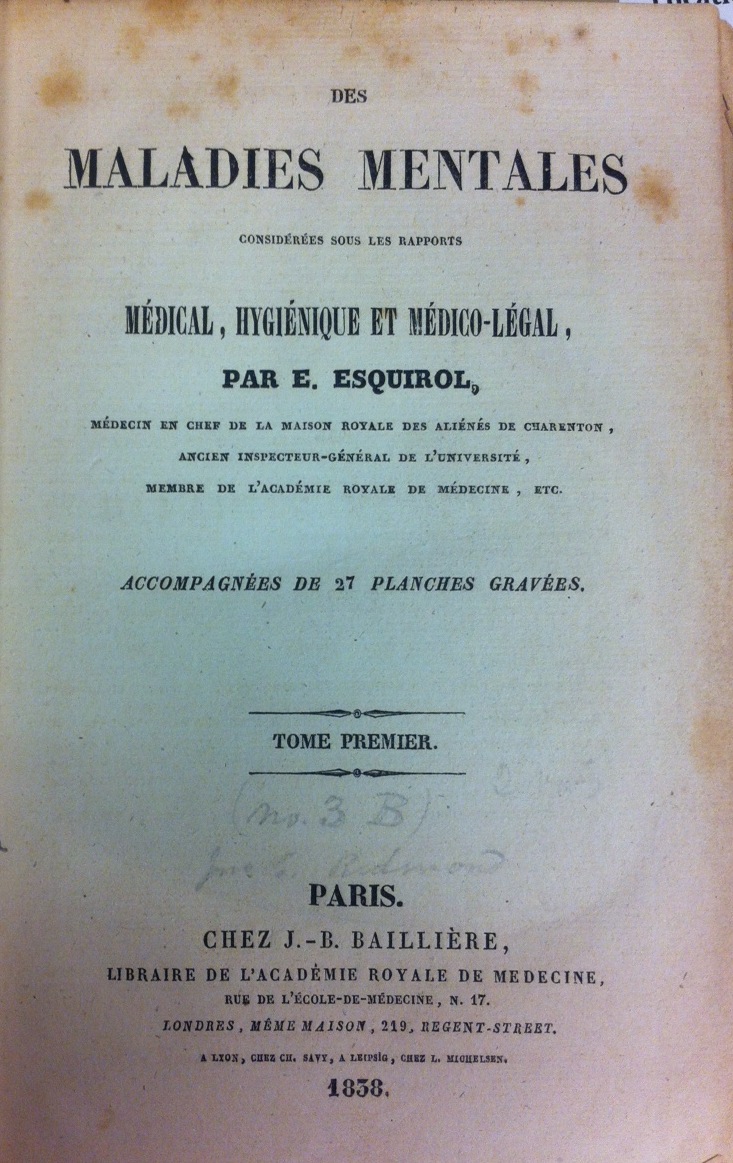 DES
MALADIES MENTALES
CONSIDÉRÉES SOUS LES RAPPORTS
MÉDICAL, HYGIÉNIQUE ET MÉDICO-LÉGAL,
PAR E. ESQUIROL,
MÉDECIN EN CHEF DE LA MAISON ROYALE DES ALIÉNÉS DE CHARENTON,
ANCIEN INSPECTEUR-GÉNÉRAL DE L'UNIVERSITÉ,
MEMBRE DE L'ACADÉMIE ROYALE DE MÉDECINE, ETC.
ACCOMPAGNÉES DE 27 PLANCHES GRAVÉES.
TOME PREMIER.
(no. 3 B)
Redmond
PARIS.
CHEZ J.-B. BAILLIÈRE,
LIBRAIRE DE L'ACADÉMIE ROYALE DE MEDECINE,
RUE DE L'ÉCOLE-DE-MÉDECINE, N. 17.
LONDRES, MÊME MAISON, 219, REGENT-STREET.
A LYON, CHEZ CH. SAVY, A LEIPSIG, CHEZ L. MICHELSEN.
1838.